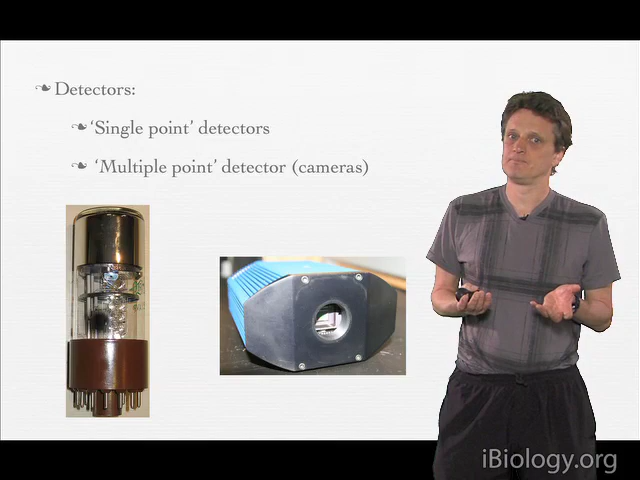 Detectors:
‘Single point’ detectors
‘Multiple point’ detector (cameras)
iBiology.org